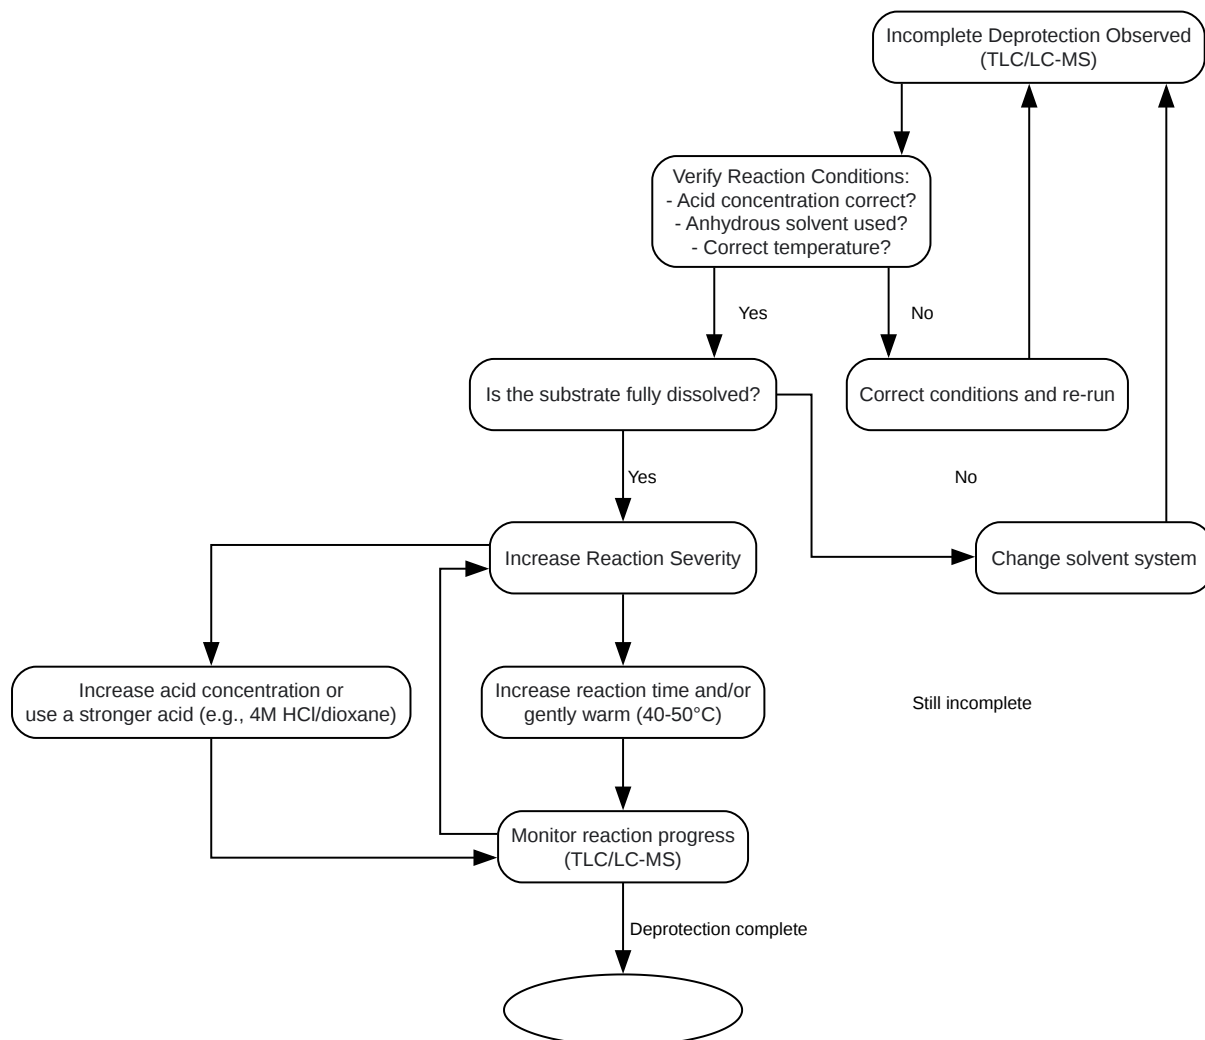 Incomplete Deprotection Observed
(TLC/LC-MS)
Verify Reaction Conditions:
- Acid concentration correct?
- Anhydrous solvent used?
- Correct temperature?
Yes
No
Is the substrate fully dissolved?
Correct conditions and re-run
Yes
No
Increase Reaction Severity
Change solvent system
Increase acid concentration or
use a stronger acid (e.g., 4M HCl/dioxane)
Increase reaction time and/or
gently warm (40-50°C)
Still incomplete
Monitor reaction progress
(TLC/LC-MS)
Deprotection complete